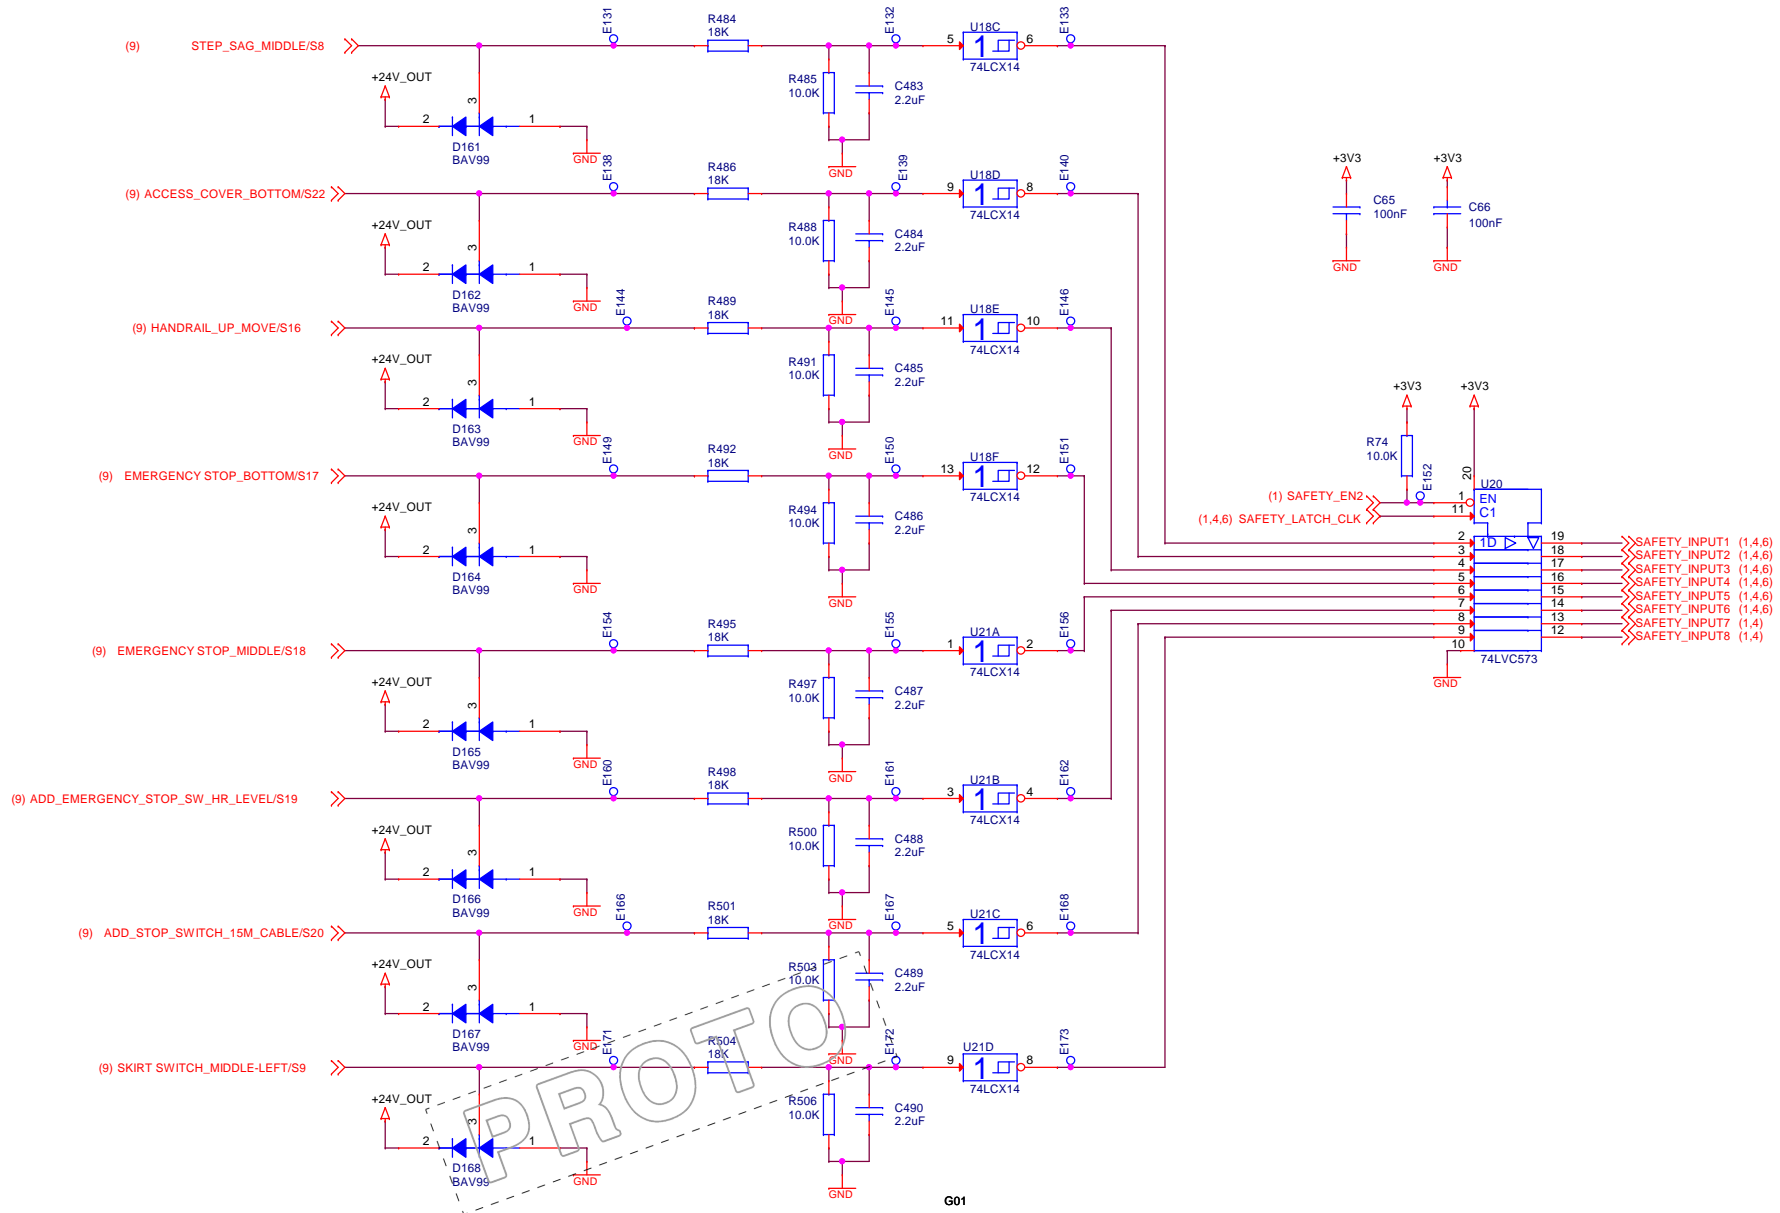 (9) STEP_SAG_MIDDLE/S8
E131
R484
18K
E132
U18C
5
6
74LCX14
E133
+24V_OUT
3
2
1
D161
BAV99
GND
R485
10.0K
C483
2.2uF
GND
(9) ACCESS_COVER_BOTTOM/S22
E138
R486
18K
E139
U18D
9
8
74LCX14
E140
+24V_OUT
3
2
1
D162
BAV99
GND
R488
10.0K
C484
2.2uF
GND
(9) HANDRAIL_UP_MOVE/S16
E144
R489
18K
E145
U18E
11
10
74LCX14
E146
+24V_OUT
3
2
1
D163
BAV99
GND
R491
10.0K
C485
2.2uF
GND
(9) EMERGENCY STOP_BOTTOM/S17
E149
R492
18K
E150
U18F
13
12
74LCX14
E151
+24V_OUT
3
2
1
D164
BAV99
GND
R494
10.0K
C486
2.2uF
GND
(9) EMERGENCY STOP_MIDDLE/S18
E154
R495
18K
E155
U21A
1
2
74LCX14
E156
+24V_OUT
3
2
1
D165
BAV99
GND
R497
10.0K
C487
2.2uF
GND
(9) ADD_EMERGENCY_STOP_SW_HR_LEVEL/S19
E160
R498
18K
E161
U21B
3
4
74LCX14
E162
+24V_OUT
3
2
1
D166
BAV99
GND
R500
10.0K
C488
2.2uF
GND
(9) ADD_STOP_SWITCH_15M_CABLE/S20
E166
R501
18K
E167
U21C
5
6
74LCX14
E168
+24V_OUT
3
2
1
D167
BAV99
GND
R503
10.0K
C489
2.2uF
GND
(9) SKIRT SWITCH_MIDDLE-LEFT/S9
E171
R504
18K
E172
U21D
9
8
74LCX14
E173
+24V_OUT
3
2
1
D168
BAV99
GND
R506
10.0K
C490
2.2uF
GND
PROTO
G01
+3V3
C65
100nF
GND
+3V3
C66
100nF
GND
+3V3
R74
10.0K
E152
+3V3
20
U20
(1) SAFETY_EN2
1
EN
(1,4,6) SAFETY_LATCH_CLK
11
C1
2
1D
19
SAFETY_INPUT1 (1,4,6)
3
18
SAFETY_INPUT2 (1,4,6)
4
17
SAFETY_INPUT3 (1,4,6)
5
16
SAFETY_INPUT4 (1,4,6)
6
15
SAFETY_INPUT5 (1,4,6)
7
14
SAFETY_INPUT6 (1,4,6)
8
13
SAFETY_INPUT7 (1,4)
9
12
SAFETY_INPUT8 (1,4)
10
74LVC573
GND